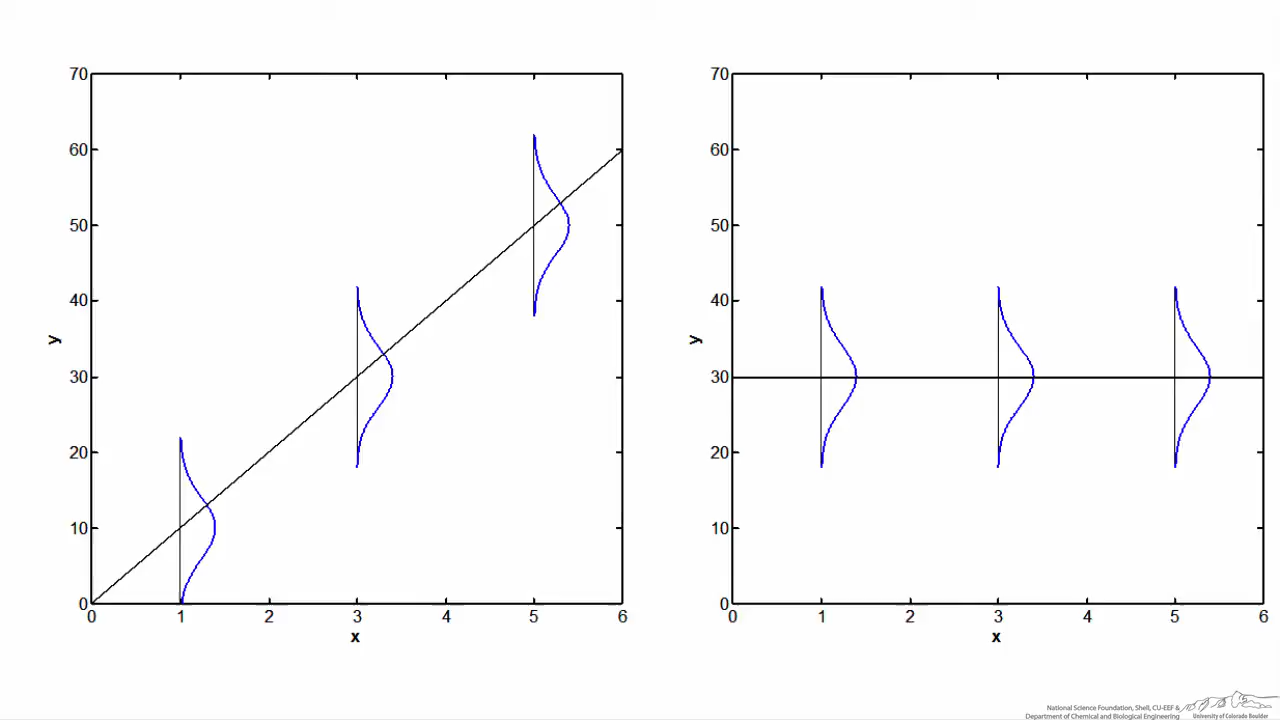 70
60
50
40
30
20
10
0
y
0 1 2 3 4 5 6
x
70
60
50
40
30
20
10
0
y
0 1 2 3 4 5 6
x
National Science Foundation, Shell, CU-EEF &
Department of Chemical and Biological Engineering
University of Colorado Boulder